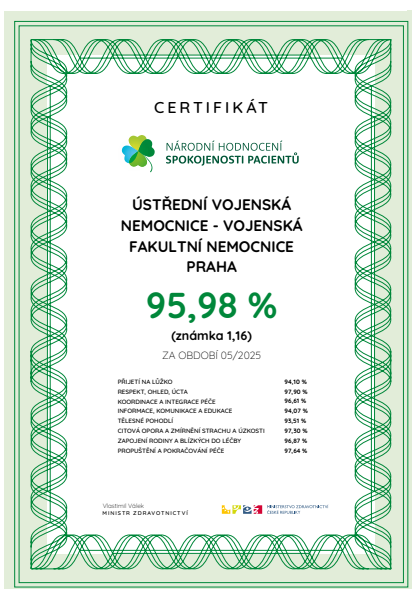 CERTIFIKÁT
NÁRODNÍ HODNOCENÍ
SPOKOJENOSTI PACIENTŮ
ÚSTŘEDNÍ VOJENSKÁ
NEMOCNICE - VOJENSKÁ
FAKULTNÍ NEMOCNICE
PRAHA
95,98 %
(známka 1,16)
ZA OBDOBÍ 05/2025
PŘIJETÍ NA LŮŽKO 94,10 %
RESPEKT, OHLED, ÚCTA 97,90 %
KOORDINACE A INTEGRACE PÉČE 96,61 %
INFORMACE, KOMUNIKACE A EDUKACE 94,07 %
TĚLESNÉ POHODLÍ 93,51 %
CITOVÁ OPORA A ZMÍRNĚNÍ STRACHU A ÚZKOSTI 97,30 %
ZAPOJENÍ RODINY A BLÍZKÝCH DO LÉČBY 96,87 %
PROPUŠTĚNÍ A POKRAČOVÁNÍ PÉČE 97,64 %
Vlastimil Válek
MINISTR ZDRAVOTNICTVÍ
MINISTERSTVO ZDRAVOTNICTVÍ
ČESKÉ REPUBLIKY